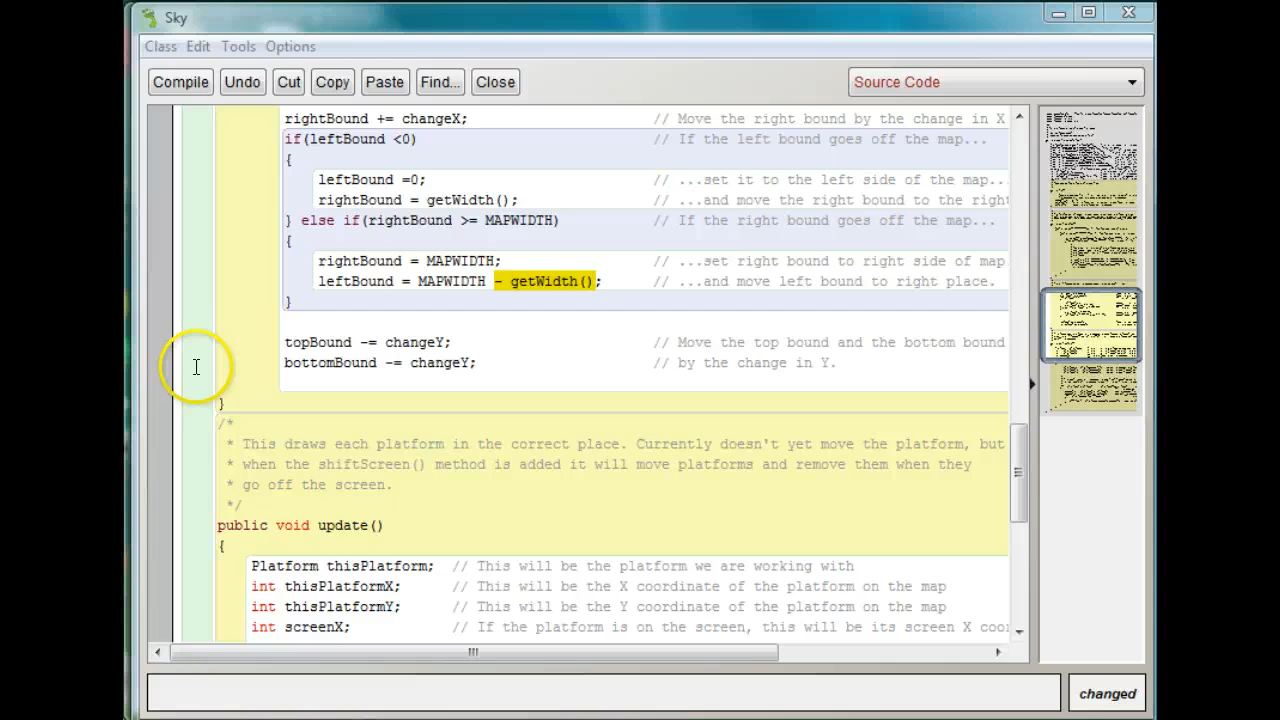 Sky
Class Edit Tools Options
Compile Undo Cut Copy Paste Find... Close Source Code
rightBound += changeX; // Move the right bound by the change in X
if(leftBound <0) // If the left bound goes off the map...
{
leftBound =0; // ...set it to the left side of the map...
rightBound = getWidth(); // ...and move the right bound to the right
} else if(rightBound >= MAPWIDTH) // If the right bound goes off the map...
{
rightBound = MAPWIDTH; // ...set right bound to right side of map
leftBound = MAPWIDTH - getWidth(); // ...and move left bound to right place.
}
topBound -= changeY; // Move the top bound and the bottom bound
bottomBound -= changeY; // by the change in Y.
}
/*
* This draws each platform in the correct place. Currently doesn't yet move the platform, but
* when the shiftScreen() method is added it will move platforms and remove them when they
* go off the screen.
*/
public void update()
{
Platform thisPlatform; // This will be the platform we are working with
int thisPlatformX; // This will be the X coordinate of the platform on the map
int thisPlatformY; // This will be the Y coordinate of the platform on the map
int screenX; // If the platform is on the screen, this will be its screen X coor
changed